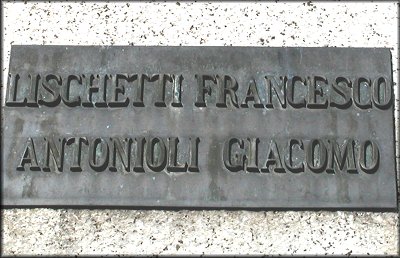 LISCHETTI FRANCESCO
ANTONIOLI GIACOMO